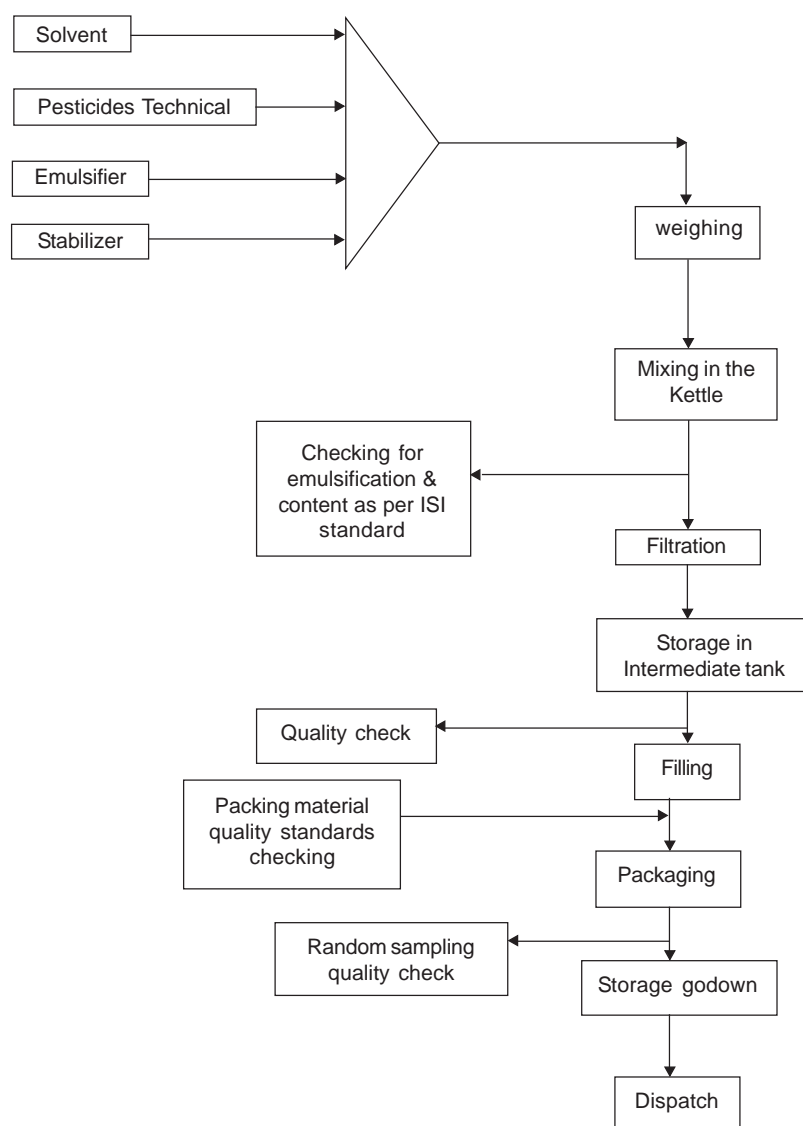 Solvent
Pesticides Technical
Emulsifier
Stabilizer
weighing
Mixing in the
Kettle
Checking for
emulsification &
content as per ISI
standard
Filtration
Storage in
Intermediate tank
Quality check
Filling
Packing material
quality standards
checking
Packaging
Random sampling
quality check
Storage godown
Dispatch